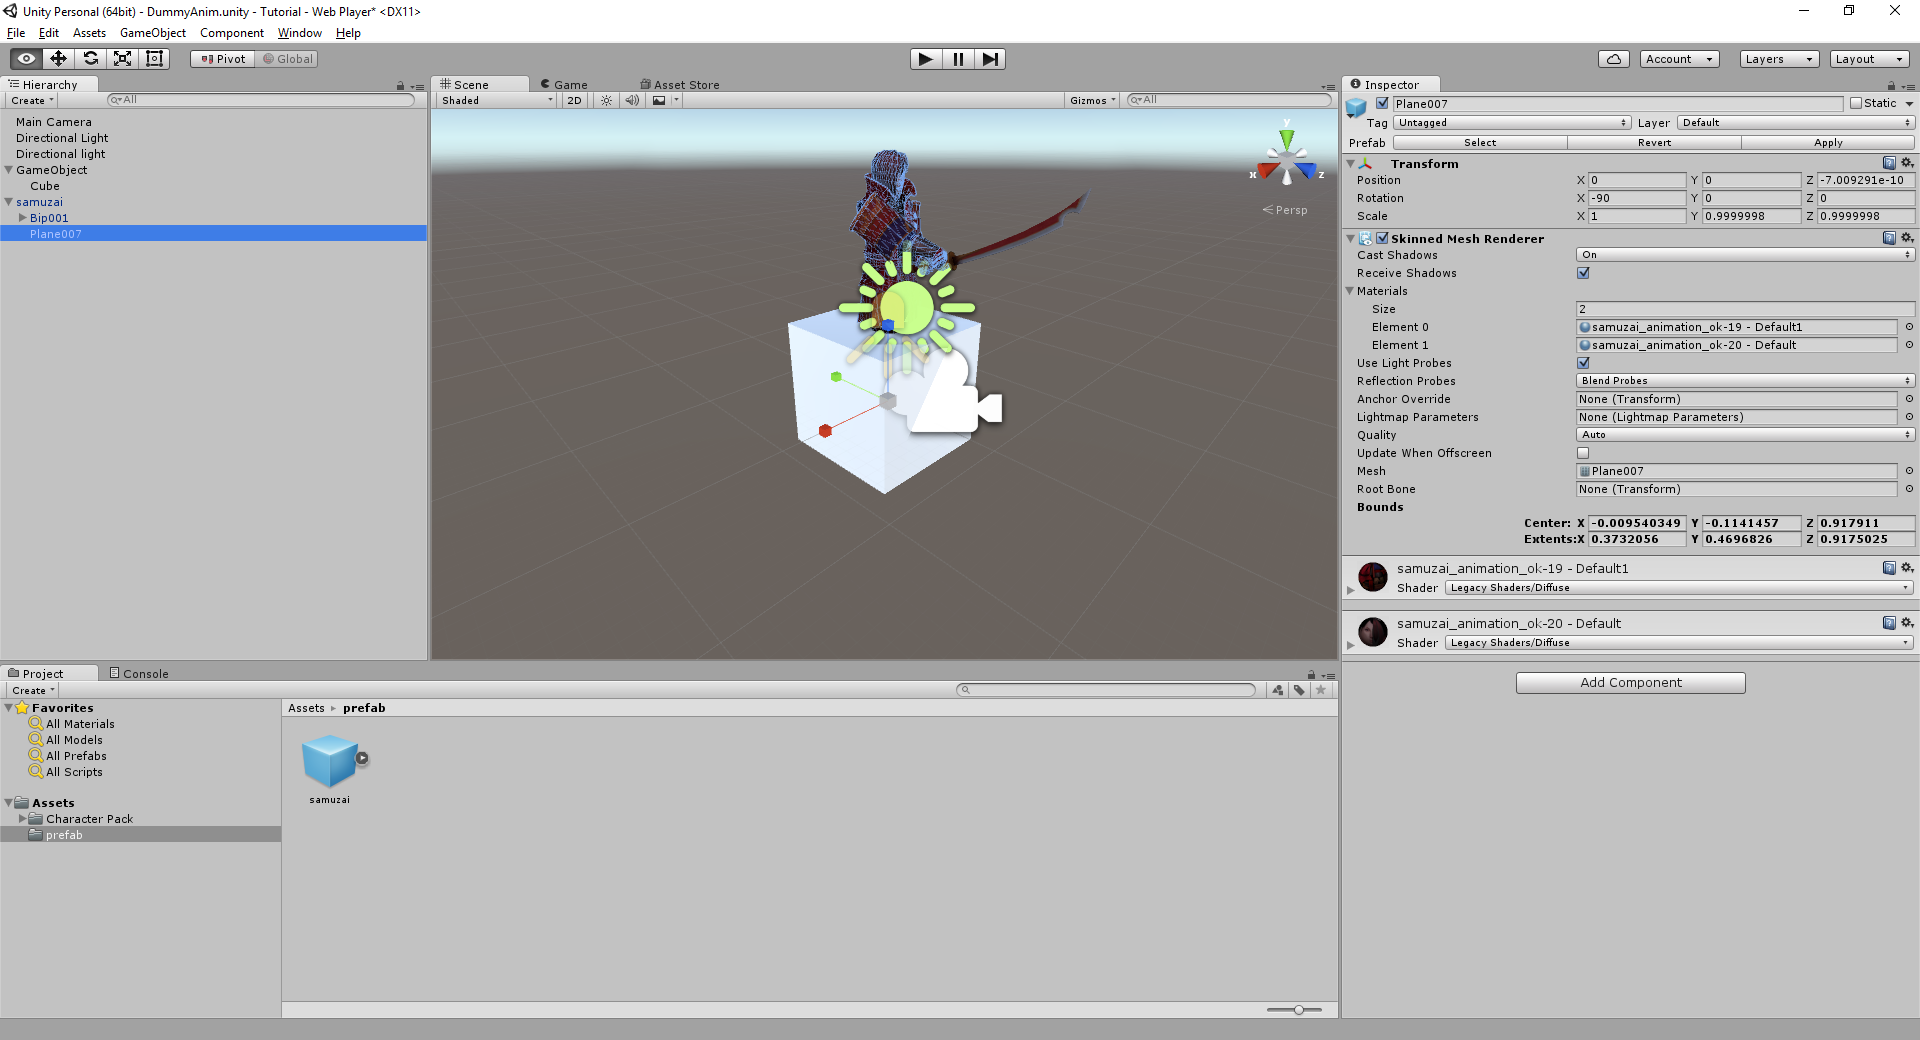 Unity Personal (64bit) - DummyAnim.unity - Tutorial - Web Player* <DX11>
File Edit Assets GameObject Component Window Help
Pivot Global Account Layers Layout
Hierarchy
Create All
Main Camera
Directional Light
Directional light
GameObject
Cube
samuzai
Bip001
Plane007
Scene Game Asset Store
Shaded 2D Gizmos All
y
x z
Persp
Inspector
Plane007 Static
Tag Untagged Layer Default
Prefab Select Revert Apply
Transform
Position X 0 Y 0 Z -7.009291e-10
Rotation X -90 Y 0 Z 0
Scale X 1 Y 0.9999998 Z 0.9999998
Skinned Mesh Renderer
Cast Shadows On
Receive Shadows
Materials
Size 2
Element 0 samuzai_animation_ok-19 - Default1
Element 1 samuzai_animation_ok-20 - Default
Use Light Probes
Reflection Probes Blend Probes
Anchor Override None (Transform)
Lightmap Parameters None (Lightmap Parameters)
Quality Auto
Update When Offscreen
Mesh Plane007
Root Bone None (Transform)
Bounds
Center: X -0.009540349 Y -0.1141457 Z 0.917911
Extents: X 0.3732056 Y 0.4696826 Z 0.9175025
samuzai_animation_ok-19 - Default1
Shader Legacy Shaders/Diffuse
samuzai_animation_ok-20 - Default
Shader Legacy Shaders/Diffuse
Add Component
Project Console
Create
Favorites
All Materials
All Models
All Prefabs
All Scripts
Assets
Character Pack
prefab
Assets prefab
samuzai